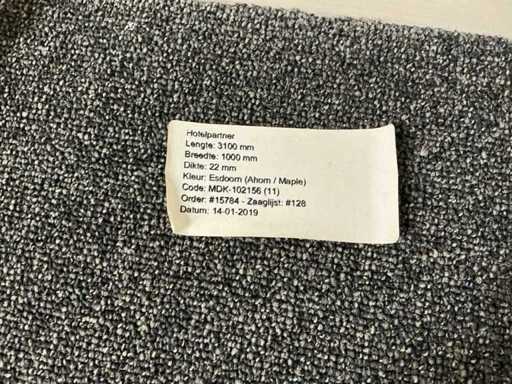 Hotelpartner
Lengte: 3100 mm
Breedte: 1000 mm
Dikte: 22 mm
Kleur: Esdoorn (Ahorn / Maple)
Code: MDK-102156 (11)
Order: #15784 - Zaaglijst: #128
Datum: 14-01-2019